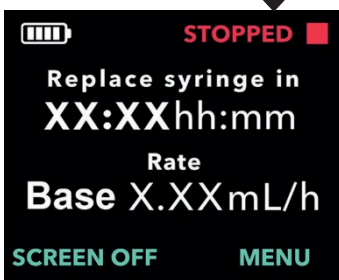 STOPPED
Replace syringe in
XX:XXhh:mm
Rate
Base X.XXmL/h
SCREEN OFF MENU